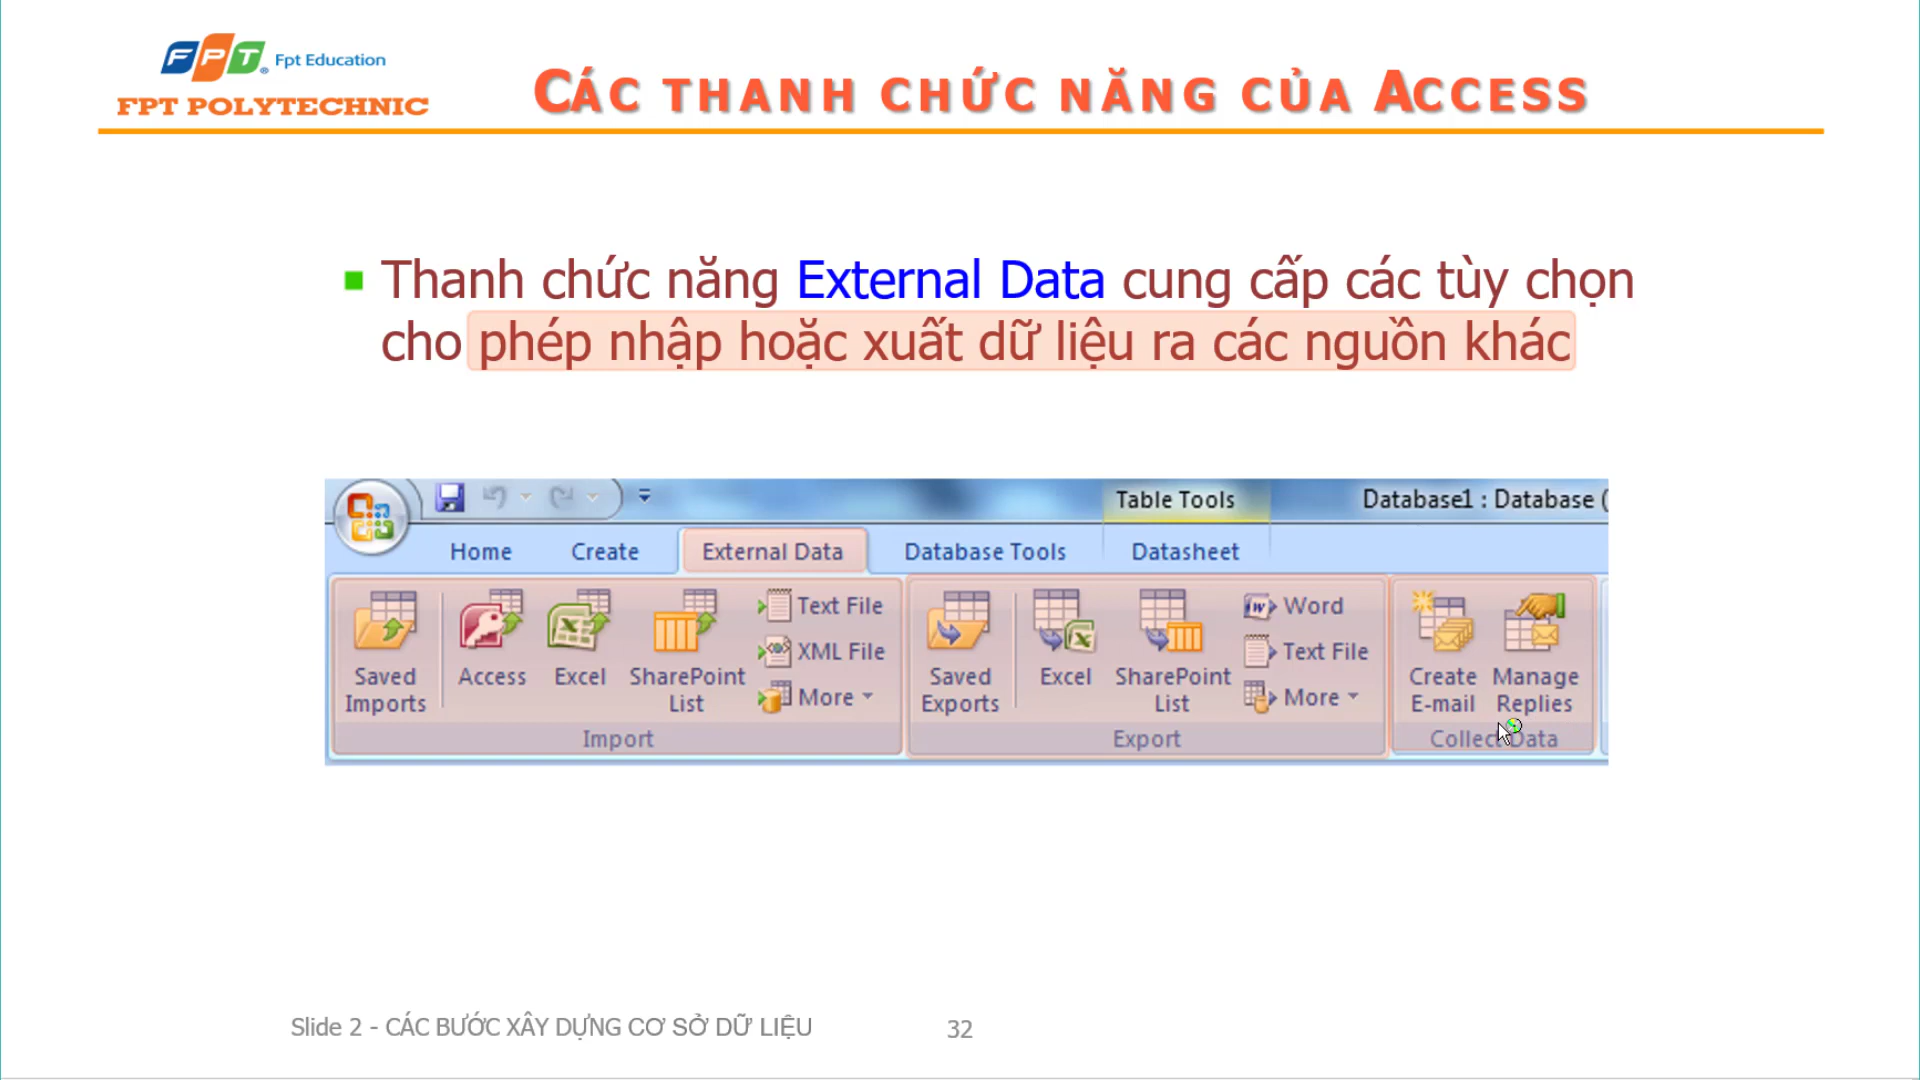 FPT Fpt Education
FPT POLYTECHNIC
CÁC THANH CHỨC NĂNG CỦA ACCESS
Thanh chức năng External Data cung cấp các tùy chọn
cho phép nhập hoặc xuất dữ liệu ra các nguồn khác
Table Tools Database1 : Database (
Home Create External Data Database Tools Datasheet
Saved Imports Access Excel SharePoint List Text File XML File More
Import
Saved Exports Excel SharePoint List Word Text File More
Export
Create E-mail Manage Replies
Collect Data
Slide 2 - CÁC BƯỚC XÂY DỰNG CƠ SỞ DỮ LIỆU 32